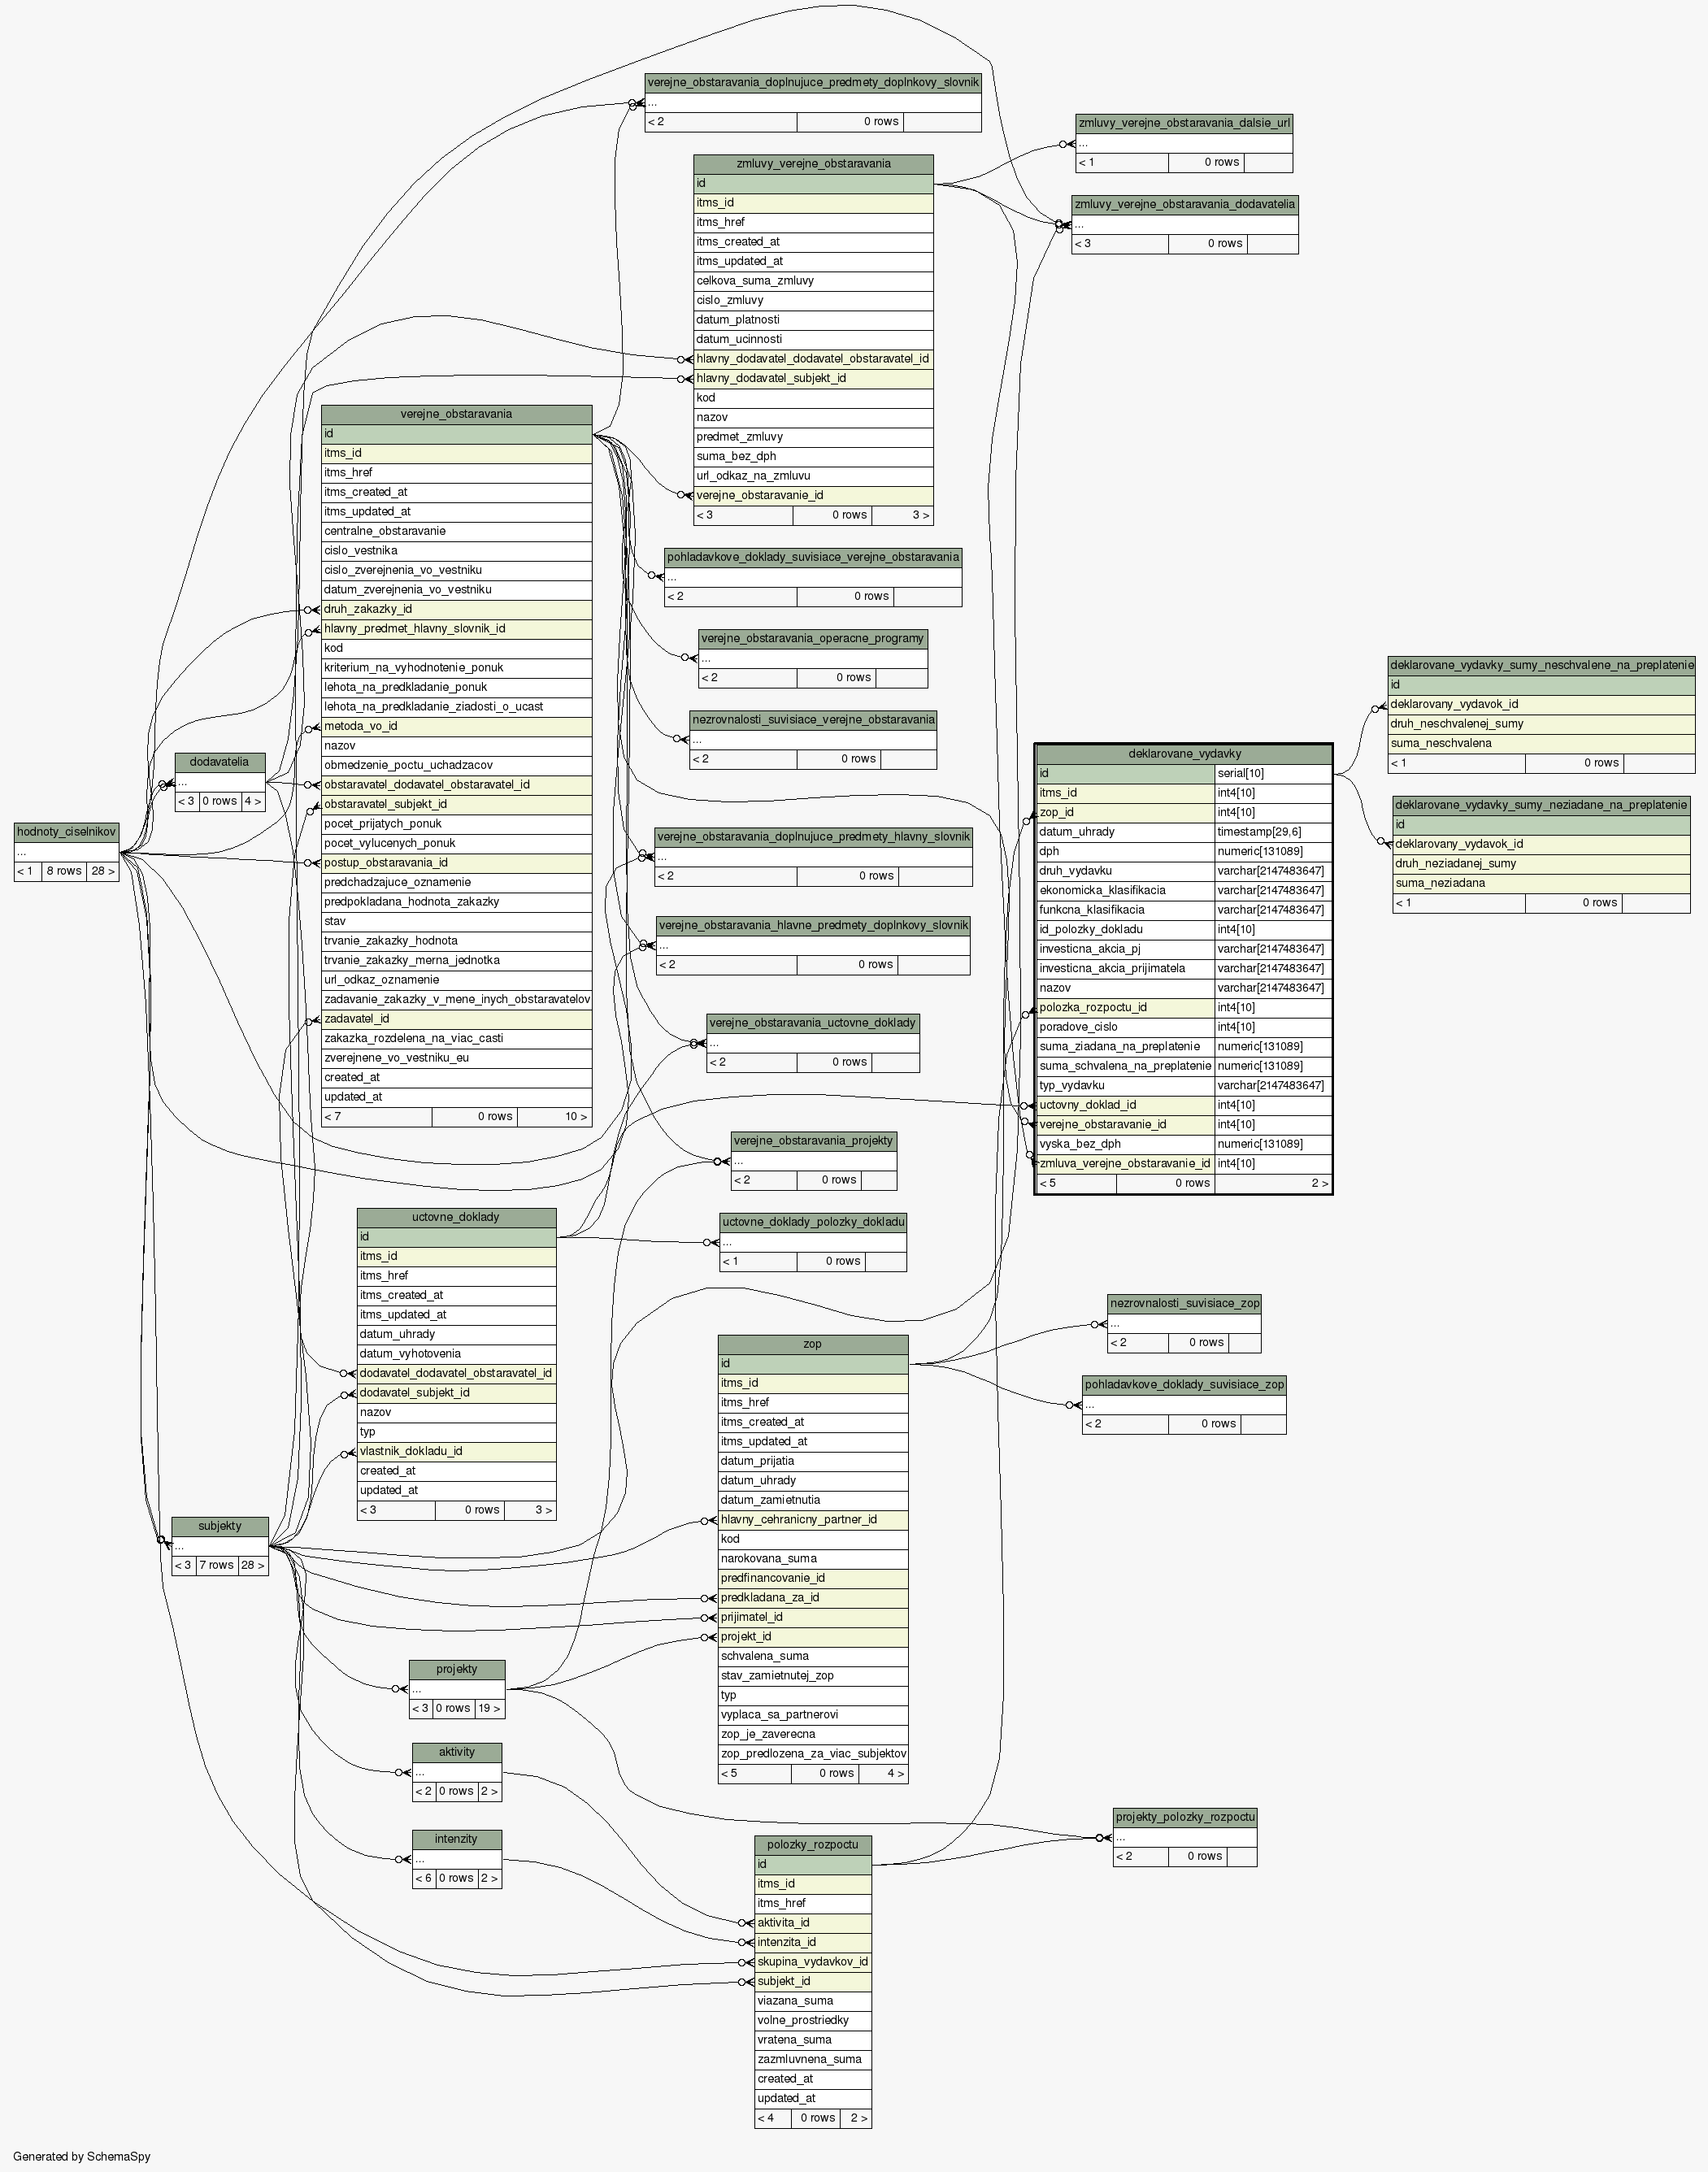 verejne_obstaravania_doplnujuce_predmety_doplnkovy_slovnik
...
< 2 0 rows
zmluvy_verejne_obstaravania_dalsie_url
...
< 1 0 rows
zmluvy_verejne_obstaravania_dodavatelia
...
< 3 0 rows
zmluvy_verejne_obstaravania
id
itms_id
itms_href
itms_created_at
itms_updated_at
celkova_suma_zmluvy
cislo_zmluvy
datum_platnosti
datum_ucinnosti
hlavny_dodavatel_dodavatel_obstaravatel_id
hlavny_dodavatel_subjekt_id
kod
nazov
predmet_zmluvy
suma_bez_dph
url_odkaz_na_zmluvu
verejne_obstaravanie_id
< 3 0 rows 3 >
verejne_obstaravania
id
itms_id
itms_href
itms_created_at
itms_updated_at
centralne_obstaravanie
cislo_vestnika
cislo_zverejnenia_vo_vestniku
datum_zverejnenia_vo_vestniku
druh_zakazky_id
hlavny_predmet_hlavny_slovnik_id
kod
kriterium_na_vyhodnotenie_ponuk
lehota_na_predkladanie_ponuk
lehota_na_predkladanie_ziadosti_o_ucast
metoda_vo_id
nazov
obmedzenie_poctu_uchadzacov
obstaravatel_dodavatel_obstaravatel_id
obstaravatel_subjekt_id
pocet_prijatych_ponuk
pocet_vylucenych_ponuk
postup_obstaravania_id
predchadzajuce_oznamenie
predpokladana_hodnota_zakazky
stav
trvanie_zakazky_hodnota
trvanie_zakazky_merna_jednotka
url_odkaz_oznamenie
zadavanie_zakazky_v_mene_inych_obstaravatelov
zadavatel_id
zakazka_rozdelena_na_viac_casti
zverejnene_vo_vestniku_eu
created_at
updated_at
< 7 0 rows 10 >
pohladavkove_doklady_suvisiace_verejne_obstaravania
...
< 2 0 rows
verejne_obstaravania_operacne_programy
...
< 2 0 rows
nezrovnalosti_suvisiace_verejne_obstaravania
...
< 2 0 rows
dodavatelia
...
< 3 0 rows 4 >
hodnoty_ciselnikov
...
< 1 8 rows 28 >
verejne_obstaravania_doplnujuce_predmety_hlavny_slovnik
...
< 2 0 rows
verejne_obstaravania_hlavne_predmety_doplnkovy_slovnik
...
< 2 0 rows
verejne_obstaravania_uctovne_doklady
...
< 2 0 rows
verejne_obstaravania_projekty
...
< 2 0 rows
deklarovane_vydavky
id serial[10]
itms_id int4[10]
zop_id int4[10]
datum_uhrady timestamp[29,6]
dph numeric[131089]
druh_vydavku varchar[2147483647]
ekonomicka_klasifikacia varchar[2147483647]
funkcna_klasifikacia varchar[2147483647]
id_polozky_dokladu int4[10]
investicna_akcia_pj varchar[2147483647]
investicna_akcia_prijimatela varchar[2147483647]
nazov varchar[2147483647]
polozka_rozpoctu_id int4[10]
poradove_cislo int4[10]
suma_ziadana_na_preplatenie numeric[131089]
suma_schvalena_na_preplatenie numeric[131089]
typ_vydavku varchar[2147483647]
uctovny_doklad_id int4[10]
verejne_obstaravanie_id int4[10]
vyska_bez_dph numeric[131089]
zmluva_verejne_obstaravanie_id int4[10]
< 5 0 rows 2 >
deklarovane_vydavky_sumy_neschvalene_na_preplatenie
id
deklarovany_vydavok_id
druh_neschvalenej_sumy
suma_neschvalena
< 1 0 rows
deklarovane_vydavky_sumy_neziadane_na_preplatenie
id
deklarovany_vydavok_id
druh_neziadanej_sumy
suma_neziadana
< 1 0 rows
uctovne_doklady
id
itms_id
itms_href
itms_created_at
itms_updated_at
datum_uhrady
datum_vyhotovenia
dodavatel_dodavatel_obstaravatel_id
dodavatel_subjekt_id
nazov
typ
vlastnik_dokladu_id
created_at
updated_at
< 3 0 rows 3 >
uctovne_doklady_polozky_dokladu
...
< 1 0 rows
nezrovnalosti_suvisiace_zop
...
< 2 0 rows
pohladavkove_doklady_suvisiace_zop
...
< 2 0 rows
zop
id
itms_id
itms_href
itms_created_at
itms_updated_at
datum_prijatia
datum_uhrady
datum_zamietnutia
hlavny_cehranicny_partner_id
kod
narokovana_suma
predfinancovanie_id
predkladana_za_id
prijimatel_id
projekt_id
schvalena_suma
stav_zamietnutej_zop
typ
vyplaca_sa_partnerovi
zop_je_zaverecna
zop_predlozena_za_viac_subjektov
< 5 0 rows 4 >
subjekty
...
< 3 7 rows 28 >
projekty
...
< 3 0 rows 19 >
aktivity
...
< 2 0 rows 2 >
intenzity
...
< 6 0 rows 2 >
projekty_polozky_rozpoctu
...
< 2 0 rows
polozky_rozpoctu
id
itms_id
itms_href
aktivita_id
intenzita_id
skupina_vydavkov_id
subjekt_id
viazana_suma
volne_prostriedky
vratena_suma
zazmluvnena_suma
created_at
updated_at
< 4 0 rows 2 >
Generated by SchemaSpy